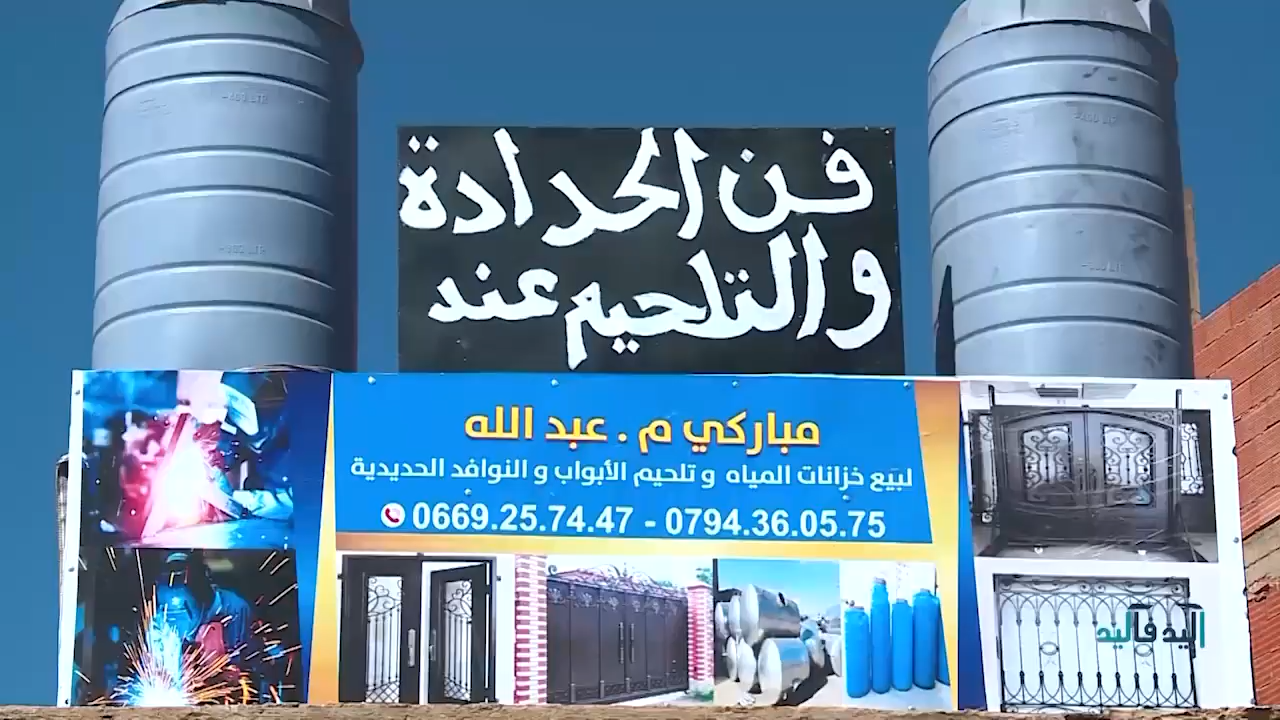 فن الحدادة
والتلحيم عند
مباركي م . عبد الله
لبيع خزانات المياه و تلحيم الأبواب و النوافد الحديدية
0669.25.74.47 - 0794.36.05.75
اليد فاليد